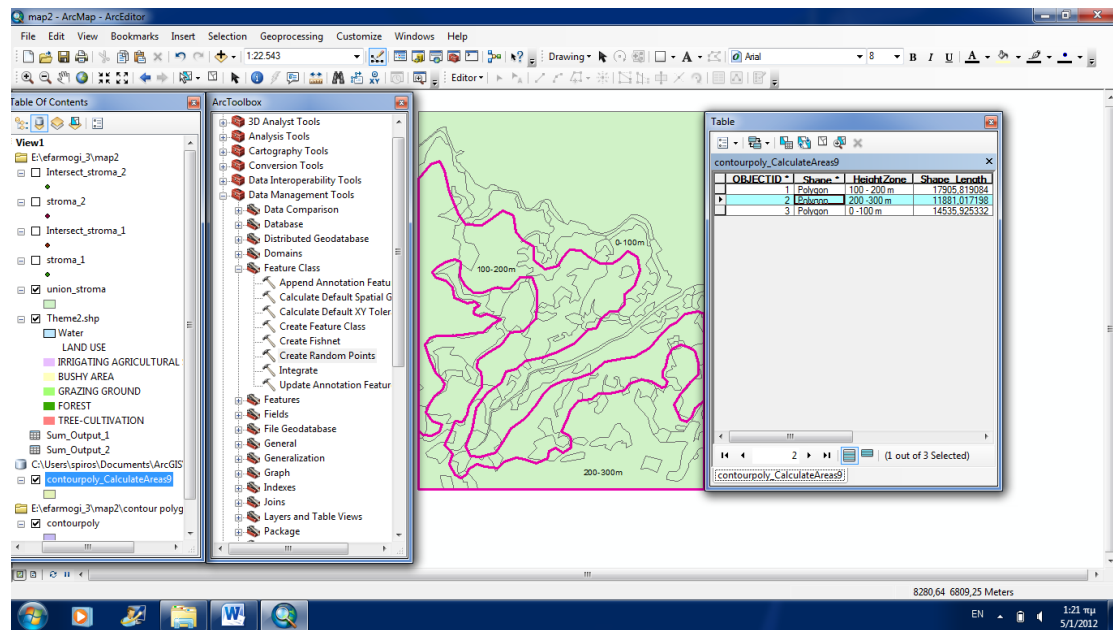 map2 - ArcMap - ArcEditor
File Edit View Bookmarks Insert Selection Geoprocessing Customize Windows Help
1:22.543 Drawing Arial 8 B I U A
Editor
Table Of Contents
View1
E:\efarmogi_3\map2
Intersect_stroma_2
stroma_2
Intersect_stroma_1
stroma_1
union_stroma
Theme2.shp
Water
LAND USE
IRRIGATING AGRICULTURAL
BUSHY AREA
GRAZING GROUND
FOREST
TREE-CULTIVATION
Sum_Output_1
Sum_Output_2
C:\Users\spiros\Documents\ArcGIS
contourpoly_CalculateAreas9
E:\efarmogi_3\map2\contour polyg
contourpoly
ArcToolbox
3D Analyst Tools
Analysis Tools
Cartography Tools
Conversion Tools
Data Interoperability Tools
Data Management Tools
Data Comparison
Database
Distributed Geodatabase
Domains
Feature Class
Append Annotation Featu
Calculate Default Spatial G
Calculate Default XY Toler
Create Feature Class
Create Fishnet
Create Random Points
Integrate
Update Annotation Featur
Features
Fields
File Geodatabase
General
Generalization
Graph
Indexes
Joins
Layers and Table Views
Package
0-100m
100-200m
200-300m
Table
contourpoly_CalculateAreas9
OBJECTID * Shape * HeightZone Shape_Length
1 Polygon 100 - 200 m 17905,819084
2 Polygon 200 -300 m 11881,017198
3 Polygon 0 -100 m 14535,925332
2 (1 out of 3 Selected)
contourpoly_CalculateAreas9
8280,64 6809,25 Meters
EN 1:21 πμ
5/1/2012